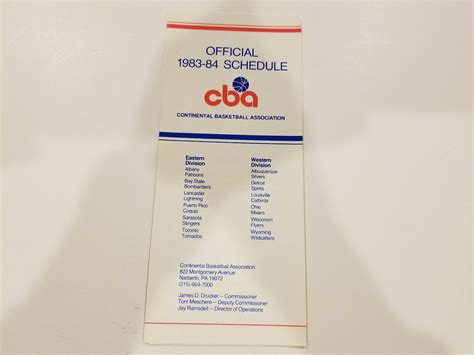 OFFICIAL
1983-84 SCHEDULE
cba
CONTINENTAL BASKETBALL ASSOCIATION
Eastern
Division
Albany
Patroons
Bay State
Bombardiers
Lancaster
Lightning
Puerto Rico
Coquis
Sarasota
Stingers
Toronto
Tornados
Western
Division
Albuquerque
Silvers
Detroit
Spirits
Louisville
Catbirds
Ohio
Mixers
Wisconsin
Flyers
Wyoming
Wildcatters
Continental Basketball Association
822 Montgomery Avenue
Narberth, PA 19072
(215) 664-7000
James D. Drucker — Commissioner
Tom Meschere — Deputy Commissioner
Jay Ramsdell — Director of Operations